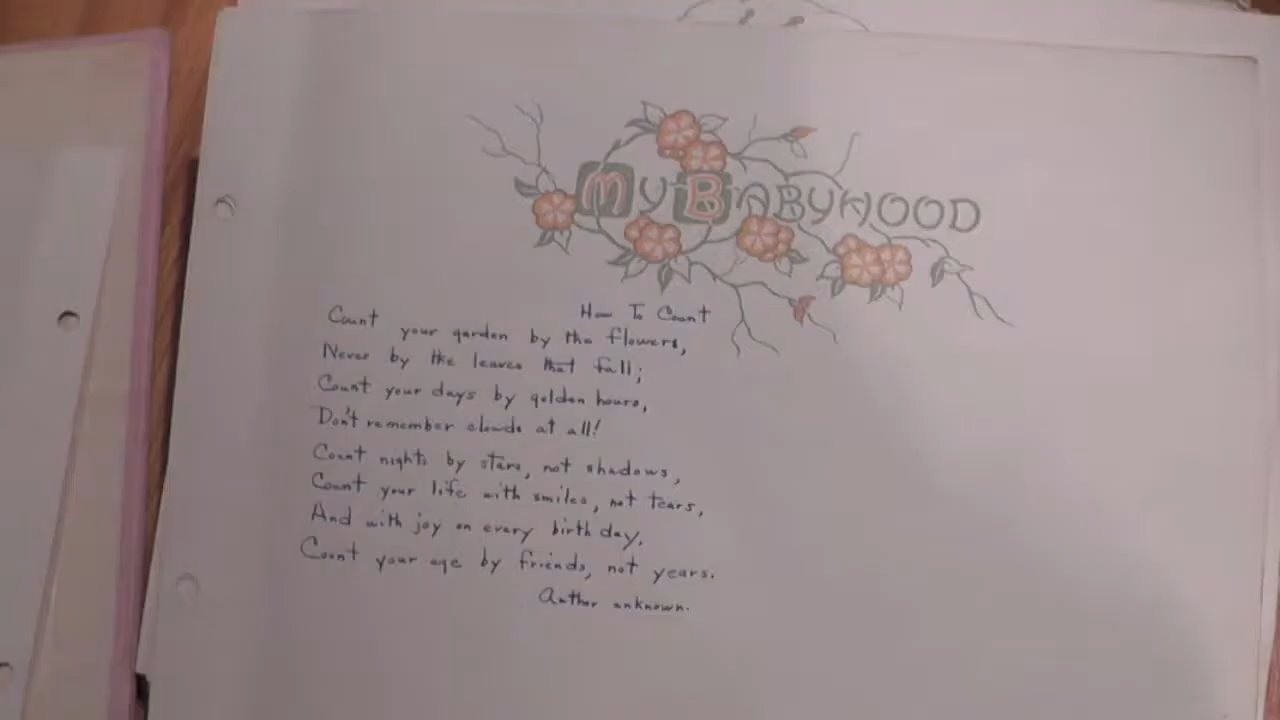 My Babyhood
How To Count
Count your garden by the flowers,
Never by the leaves that fall;
Count your days by golden hours,
Don't remember clouds at all!
Count nights by stars, not shadows,
Count your life with smiles, not tears,
And with joy on every birthday,
Count your age by friends, not years.
Author unknown.